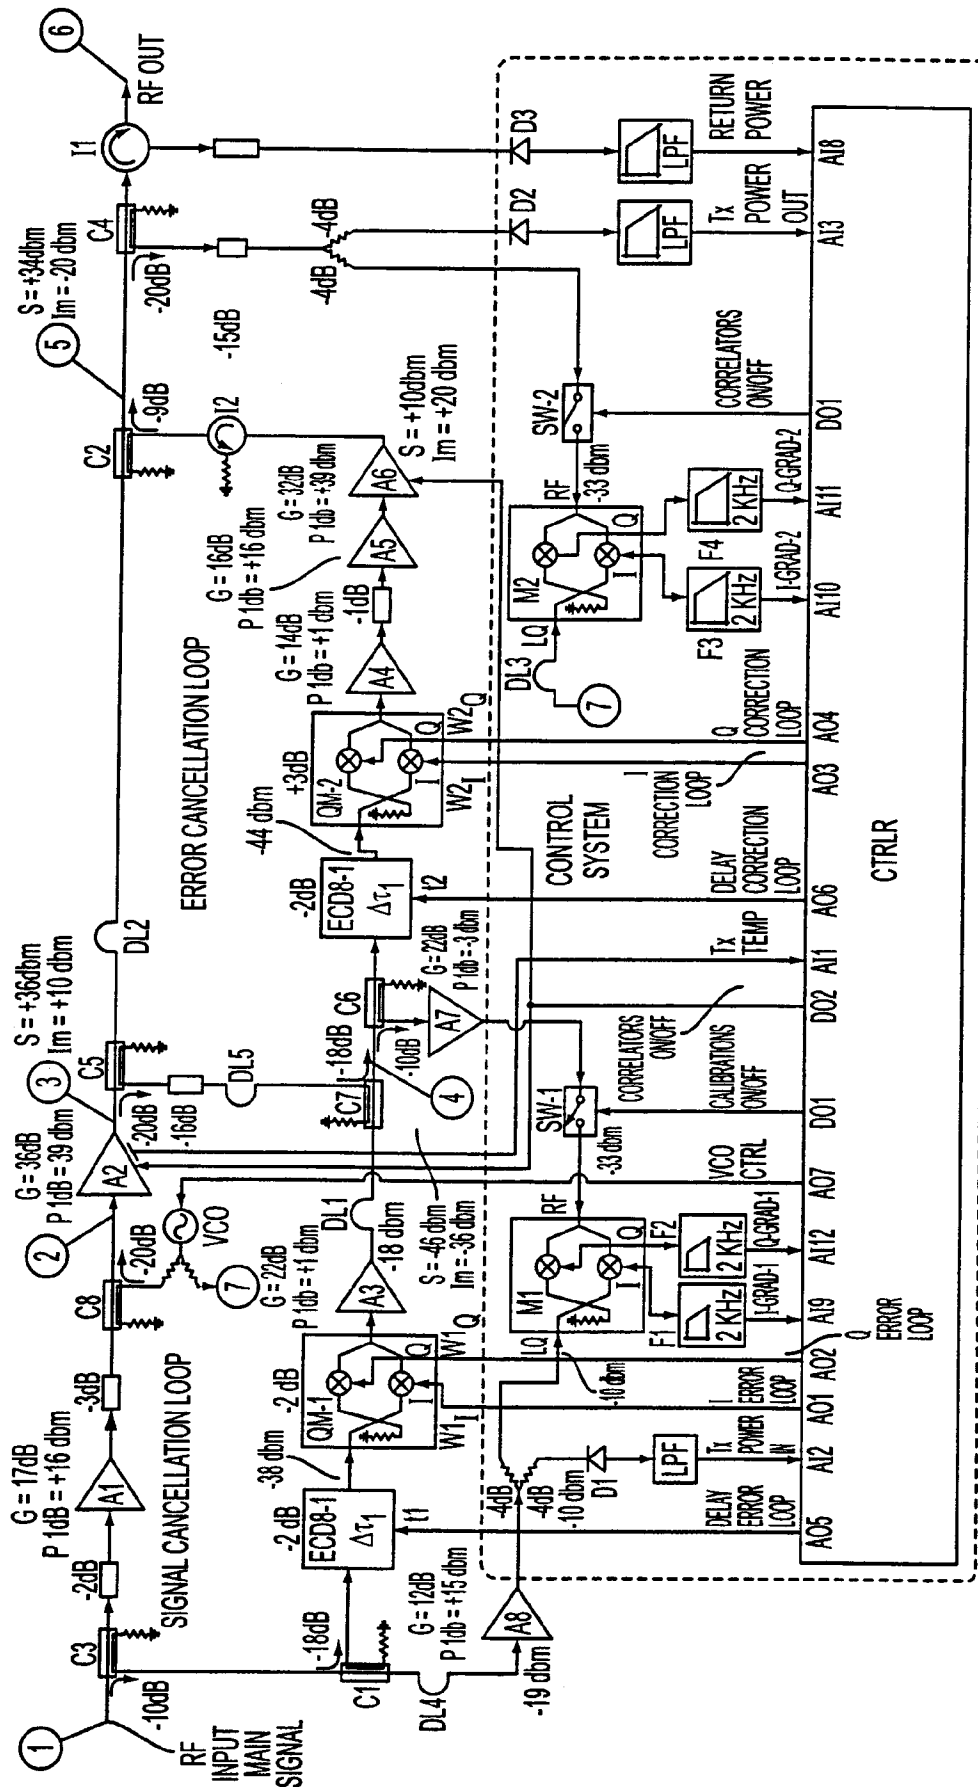 1
RF
INPUT
MAIN
SIGNAL
C3
-10dB
-2dB
G = 17dB
P 1dB = +16 dbm
A1
-3dB
C8
-20dB
2
G = 36dB
P1dB = 39 dbm
A2
3
S = +36dbm
Im = +10 dbm
C5
-20dB
-16dB
DL5
DL2
C2
-9dB
5
S = +34dbm
Im = -20 dbm
C4
-20dB
I1
6
RF OUT
SIGNAL CANCELLATION LOOP
ERROR CANCELLATION LOOP
VCO
7
-15dB
-4dB
-4dB
I2
C1
-18dB
-2 dB
ECD8-1
Δτ1
t1
-38 dbm
-2 dB
QM-1
Q
I
W1Q
W1I
G = 22dB
P 1db = +1 dbm
A3
-18 dbm
DL1
S = -46 dbm
Im = -36 dbm
C7
-18dB
4
C6
-10dB
G = 22dB
P 1db = -3 dbm
A7
-2dB
ECD8-1
Δτ1
t2
-44 dbm
+3dB
QM-2
Q
I
W2Q
W2I
G = 14dB
P 1db = +1 dbm
A4
-1dB
G = 16dB
P 1db = +16 dbm
A5
G = 32dB
P 1db = +39 dbm
A6
S = +10dbm
Im = +20 dbm
DL4
-19 dbm
G = 12dB
P 1db = +15 dbm
A8
-4dB
-4dB
-10 dbm
D1
LPF
Tx
POWER
IN
-10 dbm
LQ
M1
RF
Q
I
-33 dbm
SW-1
F1
2 KHz
F2
2 KHz
I-GRAD-1
Q-GRAD-1
DELAY
ERROR
LOOP
I
ERROR
LOOP
Q
ERROR
LOOP
VCO
CTRL
CALIBRATIONS
ON/OFF
CORRELATORS
ON/OFF
Tx
TEMP
DELAY
CORRECTION
LOOP
CONTROL
SYSTEM
I
CORRECTION
LOOP
Q
CORRECTION
LOOP
7
DL3
LQ
M2
RF
Q
I
-33 dbm
SW-2
F3
2 KHz
F4
2 KHz
I-GRAD-2
Q-GRAD-2
CORRELATORS
ON/OFF
D2
LPF
Tx
POWER
OUT
D3
LPF
RETURN
POWER
AO5
AI2
AO1
AO2
AI9
AI12
AO7
DO1
DO2
AI1
AO6
AO3
AO4
AI10
AI11
DO1
AI3
AI8
CTRLR